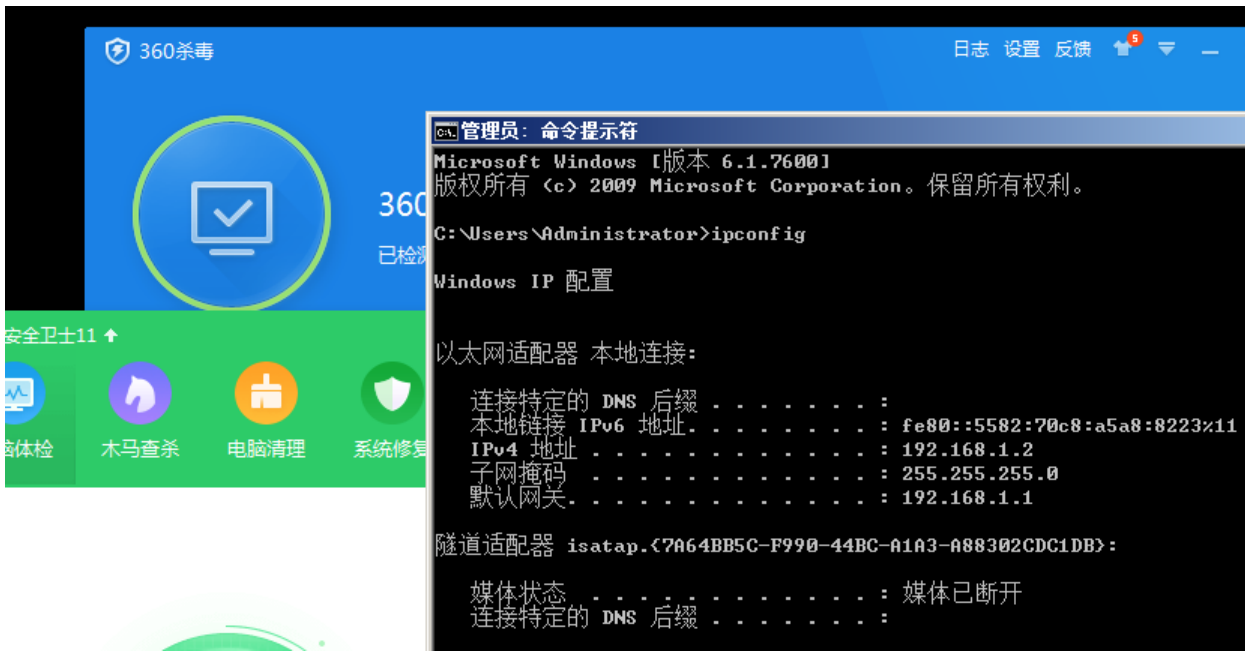 360杀毒
日志 设置 反馈 5
360
已检测
安全卫士11
脑体检 木马查杀 电脑清理 系统修复
管理员: 命令提示符
Microsoft Windows [版本 6.1.7600]
版权所有 (c) 2009 Microsoft Corporation。保留所有权利。
C:\Users\Administrator>ipconfig
Windows IP 配置
以太网适配器 本地连接:
连接特定的 DNS 后缀 . . . . . . . :
本地链接 IPv6 地址. . . . . . . . : fe80::5582:70c8:a5a8:8223%11
IPv4 地址 . . . . . . . . . . . . : 192.168.1.2
子网掩码 . . . . . . . . . . . . : 255.255.255.0
默认网关. . . . . . . . . . . . . : 192.168.1.1
隧道适配器 isatap.{7A64BB5C-F990-44BC-A1A3-A88302CDC1DB}:
媒体状态 . . . . . . . . . . . . : 媒体已断开
连接特定的 DNS 后缀 . . . . . . . :